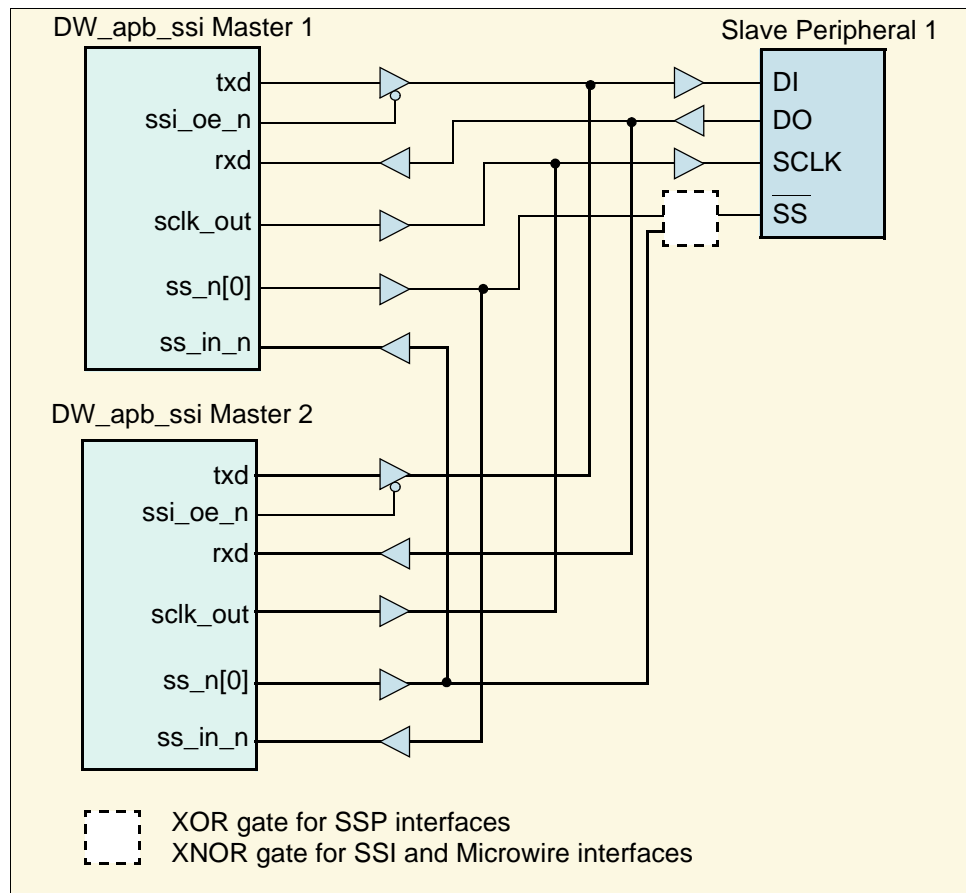 DW_apb_ssi Master 1
Slave Peripheral 1
txd
ssi_oe_n
rxd
sclk_out
ss_n[0]
ss_in_n
DI
DO
SCLK
SS
DW_apb_ssi Master 2
txd
ssi_oe_n
rxd
sclk_out
ss_n[0]
ss_in_n
XOR gate for SSP interfaces
XNOR gate for SSI and Microwire interfaces